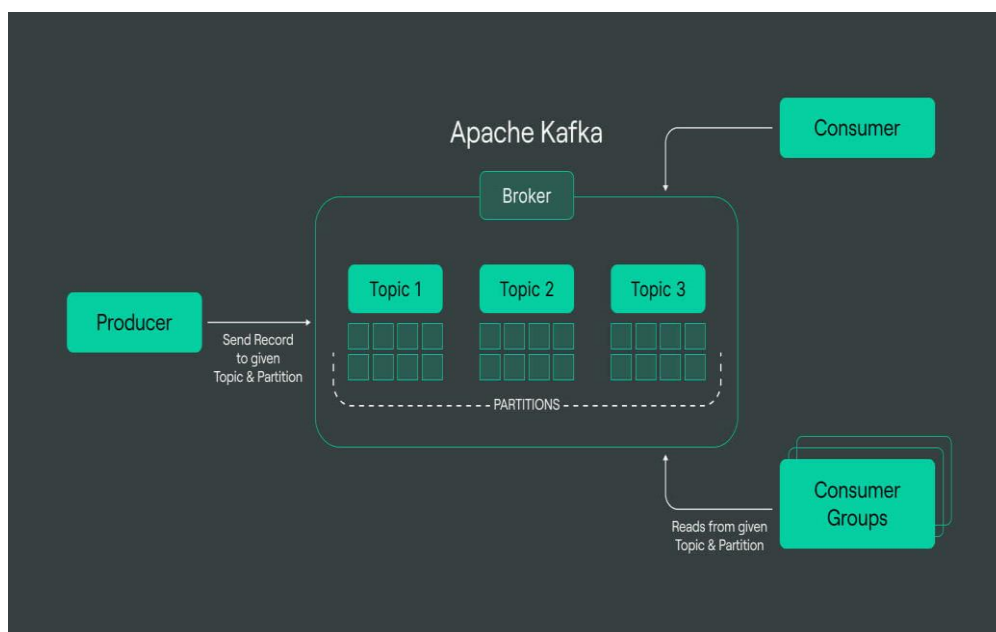 Apache Kafka
Consumer
Broker
Topic 1
Topic 2
Topic 3
Producer
Send Record
to given
Topic & Partition
PARTITIONS
Consumer
Groups
Reads from given
Topic & Partition